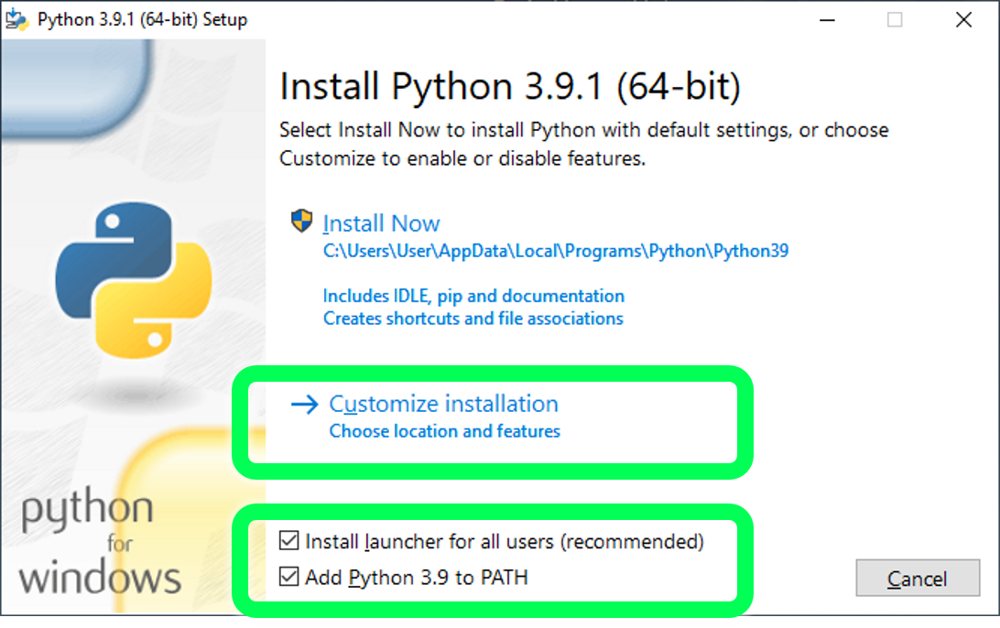 Python 3.9.1 (64-bit) Setup
Install Python 3.9.1 (64-bit)
Select Install Now to install Python with default settings, or choose
Customize to enable or disable features.
Install Now
C:\Users\User\AppData\Local\Programs\Python\Python39
Includes IDLE, pip and documentation
Creates shortcuts and file associations
Customize installation
Choose location and features
python
for
windows
Install launcher for all users (recommended)
Add Python 3.9 to PATH
Cancel